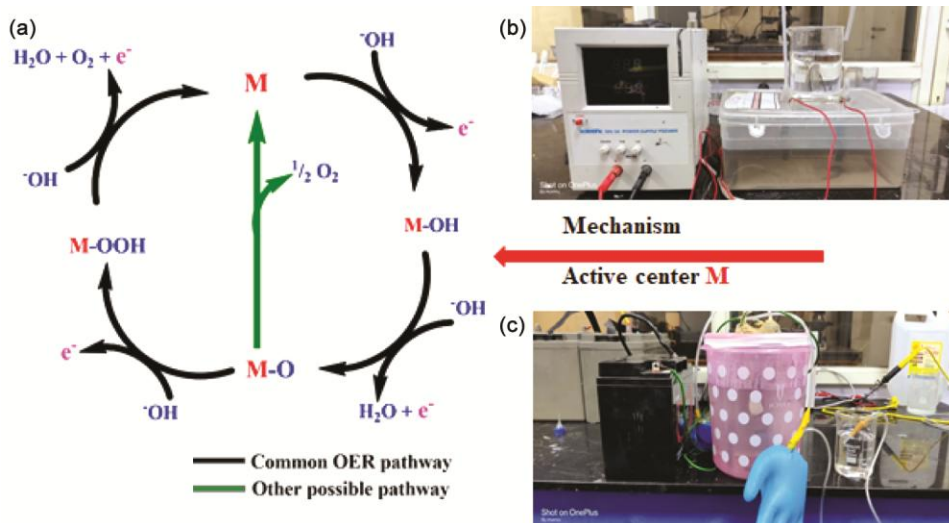 (a)
H₂O + O₂ + e⁻
⁻OH
M
e⁻
⁻OH
½ O₂
M-OH
M-OOH
⁻OH
e⁻
M-O
⁻OH
H₂O + e⁻
Common OER pathway
Other possible pathway
(b)
Shot on OnePlus
Mechanism
Active center M
(c)
Shot on OnePlus